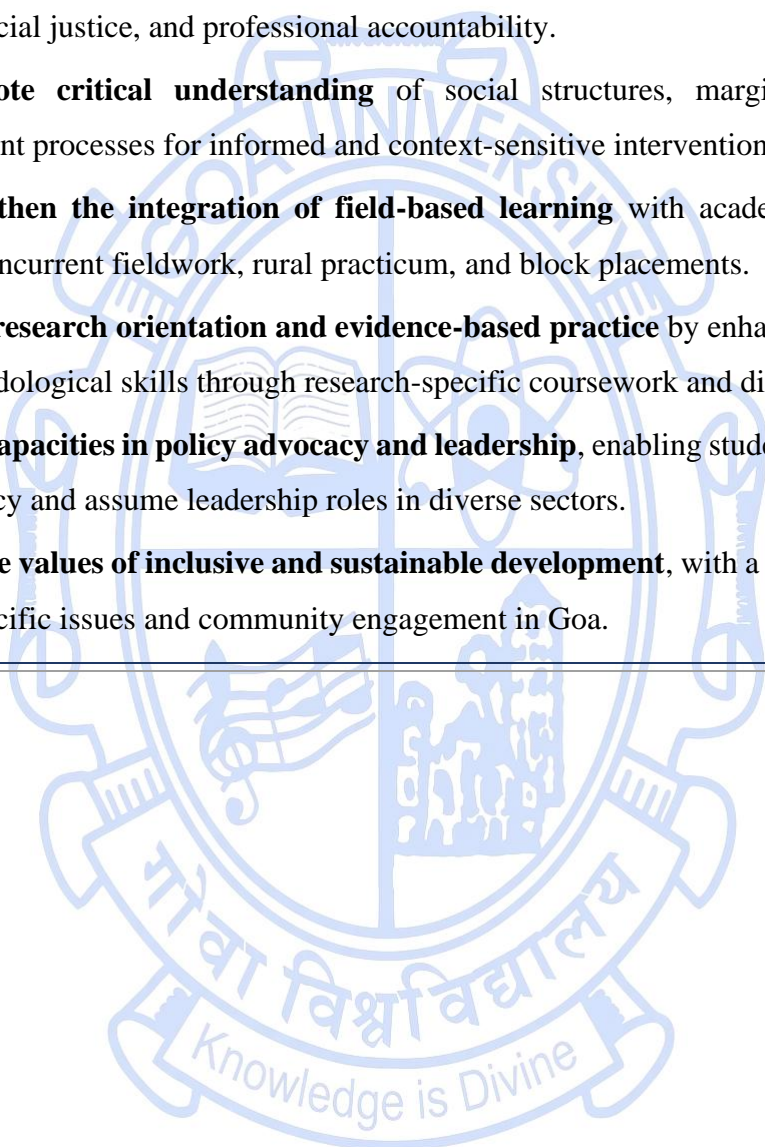 cial justice, and professional accountability.
ote critical understanding of social structures, margi
nt processes for informed and context-sensitive intervention
then the integration of field-based learning with acade
ncurrent fieldwork, rural practicum, and block placements.
research orientation and evidence-based practice by enha
dological skills through research-specific coursework and di
apacities in policy advocacy and leadership, enabling stude
cy and assume leadership roles in diverse sectors.
e values of inclusive and sustainable development, with a
cific issues and community engagement in Goa.
GOA UNIVERSITY
गोंवा विश्वविद्यालय
Knowledge is Divine